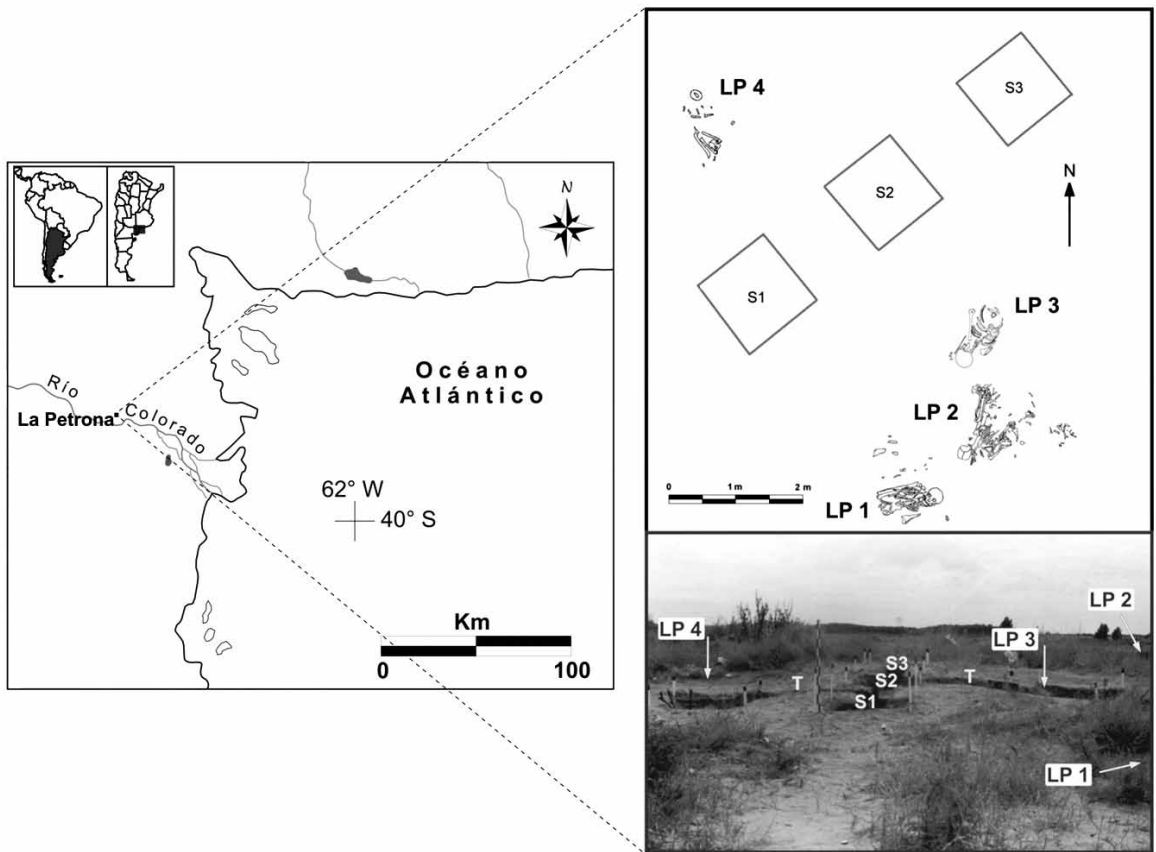 N
Río
La Petrona
Colorado
Océano
Atlántico
62° W
40° S
Km
0 100
LP 4
S3
S2
N
S1
LP 3
LP 2
0 1 m 2 m
LP 1
LP 2
LP 4
LP 3
S3
T
S2
T
S1
LP 1